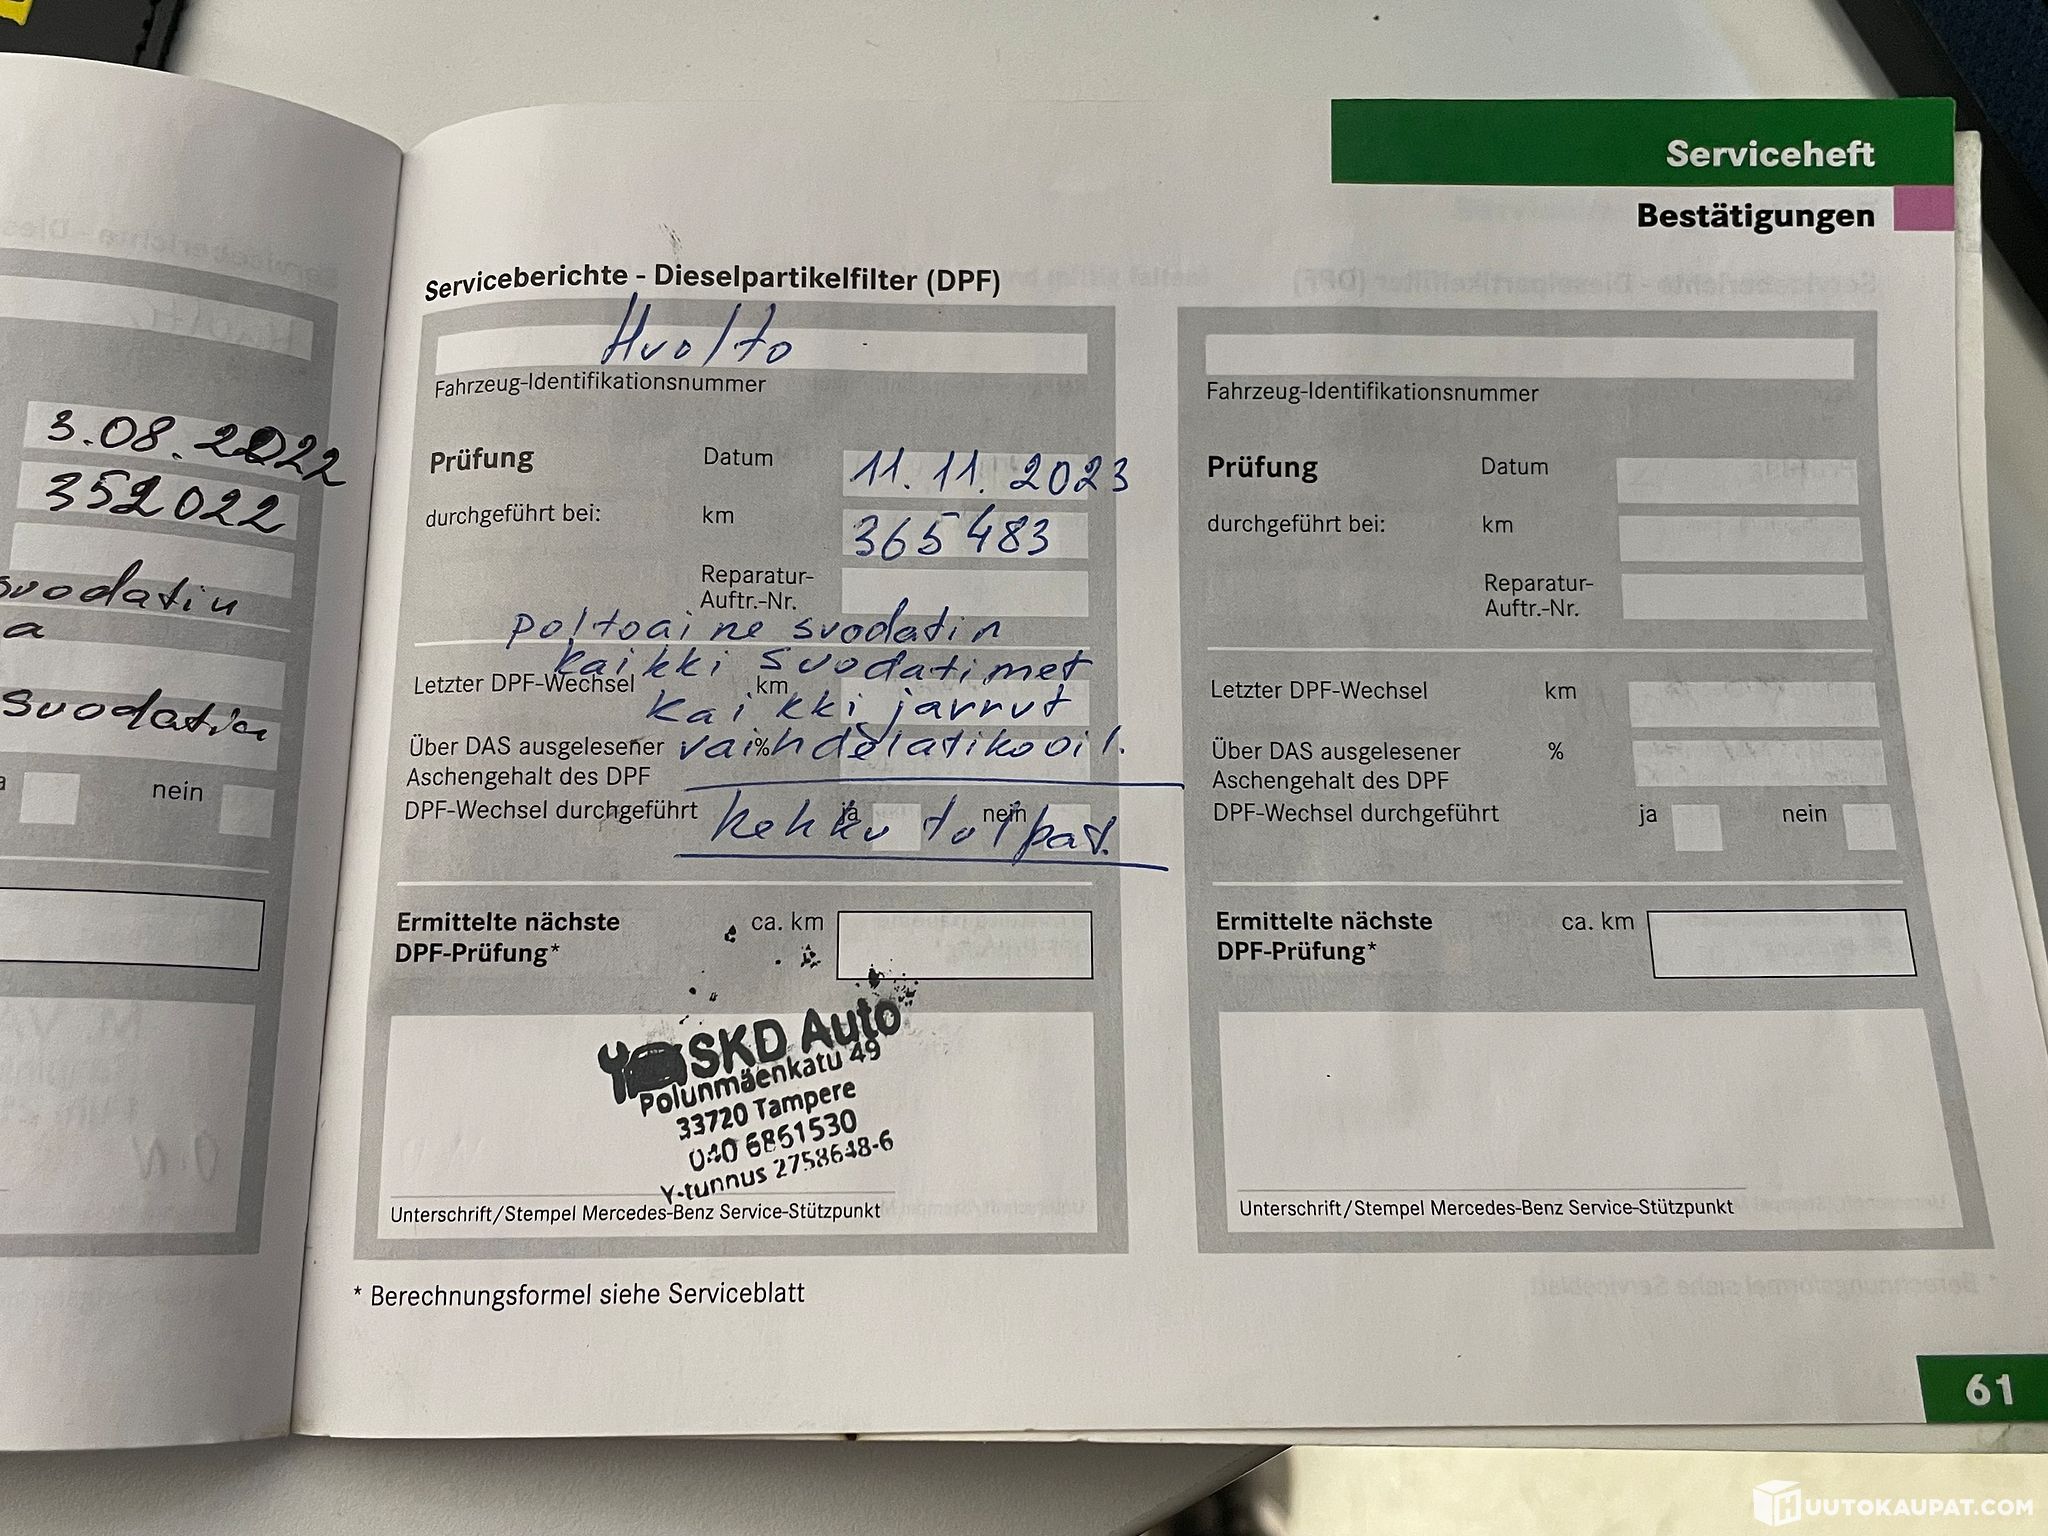 Serviceheft
Bestätigungen
3.08.2022
352022
suodatin
a
suodatin
nein
Serviceberichte - Dieselpartikelfilter (DPF)
Huolto
Fahrzeug-Identifikationsnummer
Prüfung Datum 11.11.2023
durchgeführt bei: km 365483
Reparatur-
Auftr.-Nr.
poltoaine suodatin
kaikki suodatimet
Letzter DPF-Wechsel km
kaikki jarrut
Über DAS ausgelesener % vaihdelatiko oil.
Aschengehalt des DPF
DPF-Wechsel durchgeführt ja nein
Ermittelte nächste ca. km
DPF-Prüfung*
SKD Auto
Polunmäenkatu 49
33720 Tampere
040 6861530
Y-tunnus 2758648-6
Unterschrift/Stempel Mercedes-Benz Service-Stützpunkt
* Berechnungsformel siehe Serviceblatt
Fahrzeug-Identifikationsnummer
Prüfung Datum
durchgeführt bei: km
Reparatur-
Auftr.-Nr.
Letzter DPF-Wechsel km
Über DAS ausgelesener %
Aschengehalt des DPF
DPF-Wechsel durchgeführt ja nein
Ermittelte nächste ca. km
DPF-Prüfung*
Unterschrift/Stempel Mercedes-Benz Service-Stützpunkt
61
HUUTOKAUPAT.COM